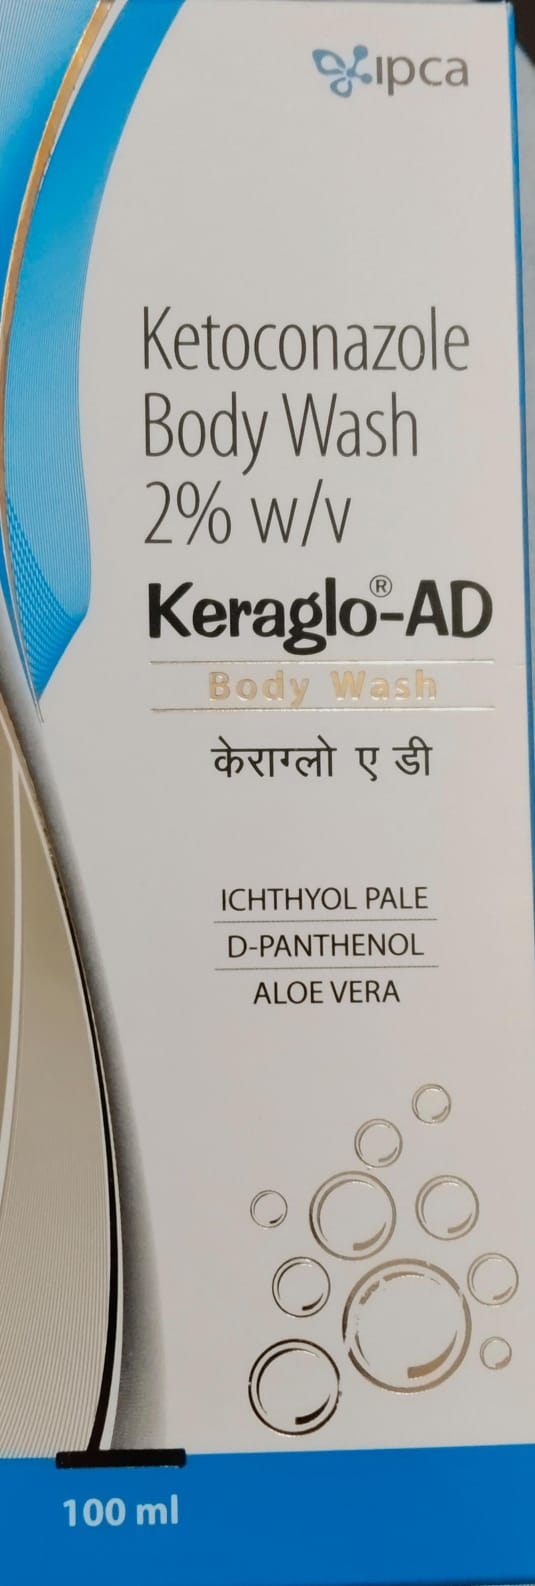 ipca
Ketoconazole
Body Wash
2% w/v
Keraglo®-AD
Body Wash
केराग्लो ए डी
ICHTHYOL PALE
D-PANTHENOL
ALOE VERA
100 ml